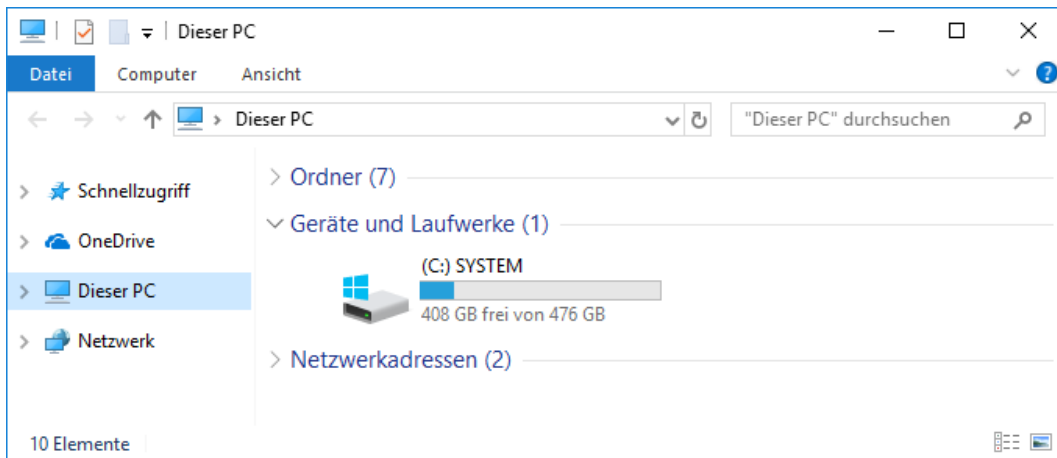 Dieser PC
Datei Computer Ansicht ?
Dieser PC "Dieser PC" durchsuchen
Schnellzugriff
OneDrive
Dieser PC
Netzwerk
Ordner (7)
Geräte und Laufwerke (1)
(C:) SYSTEM
408 GB frei von 476 GB
Netzwerkadressen (2)
10 Elemente